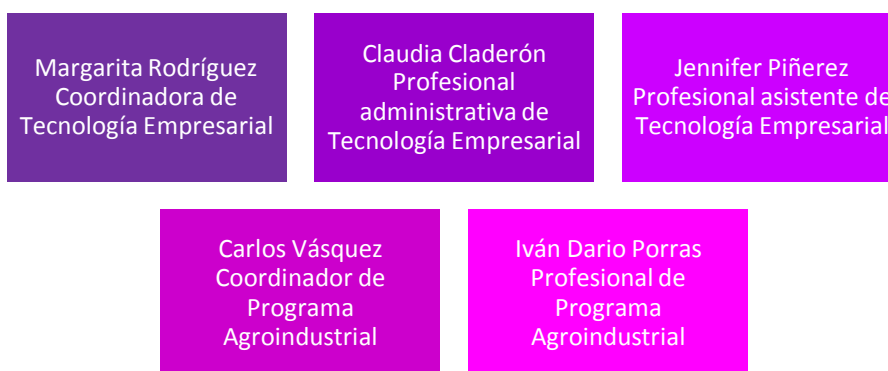 Margarita Rodríguez
Coordinadora de
Tecnología Empresarial
Claudia Claderón
Profesional
administrativa de
Tecnología Empresarial
Jennifer Piñerez
Profesional asistente de
Tecnología Empresarial
Carlos Vásquez
Coordinador de
Programa
Agroindustrial
Iván Dario Porras
Profesional de
Programa
Agroindustrial